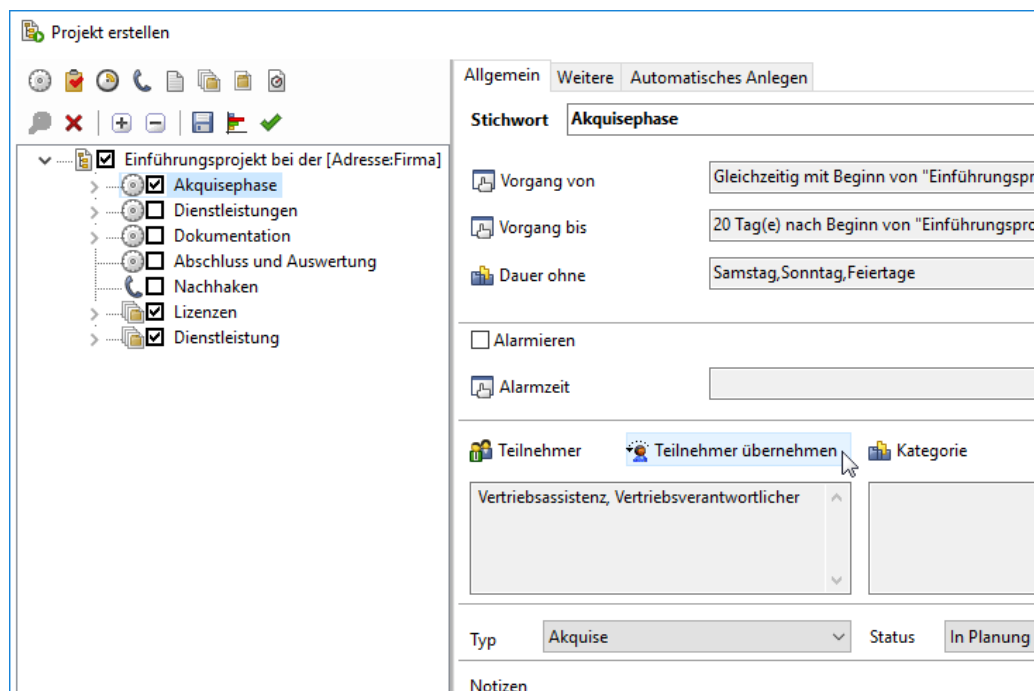 Projekt erstellen
Allgemein Weitere Automatisches Anlegen
Stichwort Akquisephase
Einführungsprojekt bei der [Adresse:Firma]
Akquisephase
Dienstleistungen
Dokumentation
Abschluss und Auswertung
Nachhaken
Lizenzen
Dienstleistung
Vorgang von Gleichzeitig mit Beginn von "Einführungspr
Vorgang bis 20 Tag(e) nach Beginn von "Einführungspro
Dauer ohne Samstag,Sonntag,Feiertage
Alarmieren
Alarmzeit
Teilnehmer Teilnehmer übernehmen Kategorie
Vertriebsassistenz, Vertriebsverantwortlicher
Typ Akquise Status In Planung
Notizen